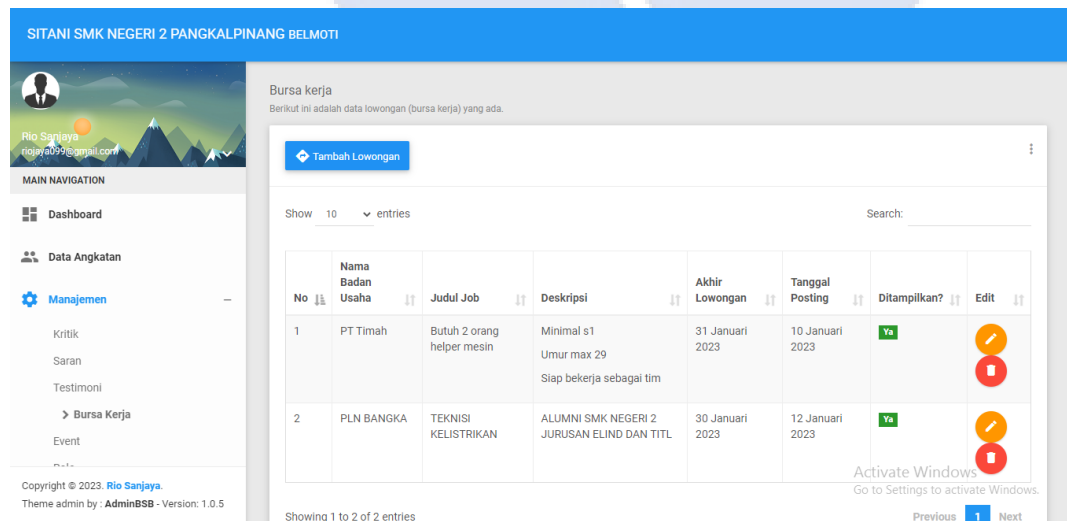 SITANI SMK NEGERI 2 PANGKALPINANG BELMOTI
Rio Sanjaya
riojaya099@gmail.com
MAIN NAVIGATION
Dashboard
Data Angkatan
Manajemen
Kritik
Saran
Testimoni
Bursa Kerja
Event
Copyright © 2023. Rio Sanjaya.
Theme admin by : AdminBSB - Version: 1.0.5
Bursa kerja
Berikut ini adalah data lowongan (bursa kerja) yang ada.
Tambah Lowongan
Show 10 entries
Search:
No
Nama
Badan
Usaha
Judul Job
Deskripsi
Akhir
Lowongan
Tanggal
Posting
Ditampilkan?
Edit
1
PT Timah
Butuh 2 orang
helper mesin
Minimal s1
Umur max 29
Siap bekerja sebagai tim
31 Januari
2023
10 Januari
2023
Ya
2
PLN BANGKA
TEKNISI
KELISTRIKAN
ALUMNI SMK NEGERI 2
JURUSAN ELIND DAN TITL
30 Januari
2023
12 Januari
2023
Ya
Activate Windows
Go to Settings to activate Windows.
Showing 1 to 2 of 2 entries
Previous 1 Next